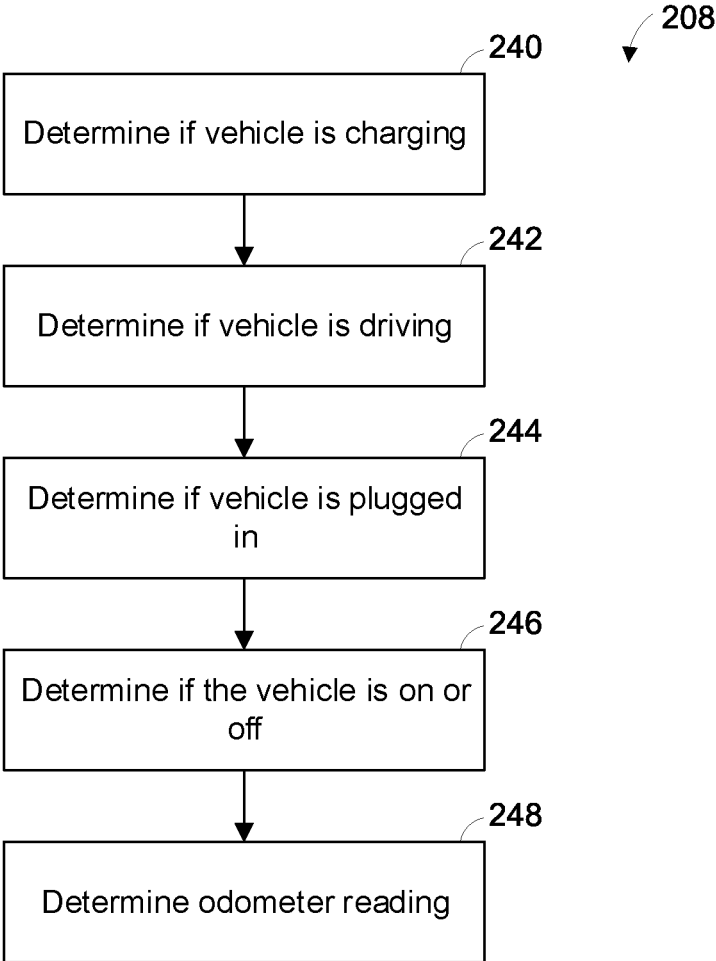 208
240
Determine if vehicle is charging
242
Determine if vehicle is driving
244
Determine if vehicle is plugged
in
246
Determine if the vehicle is on or
off
248
Determine odometer reading